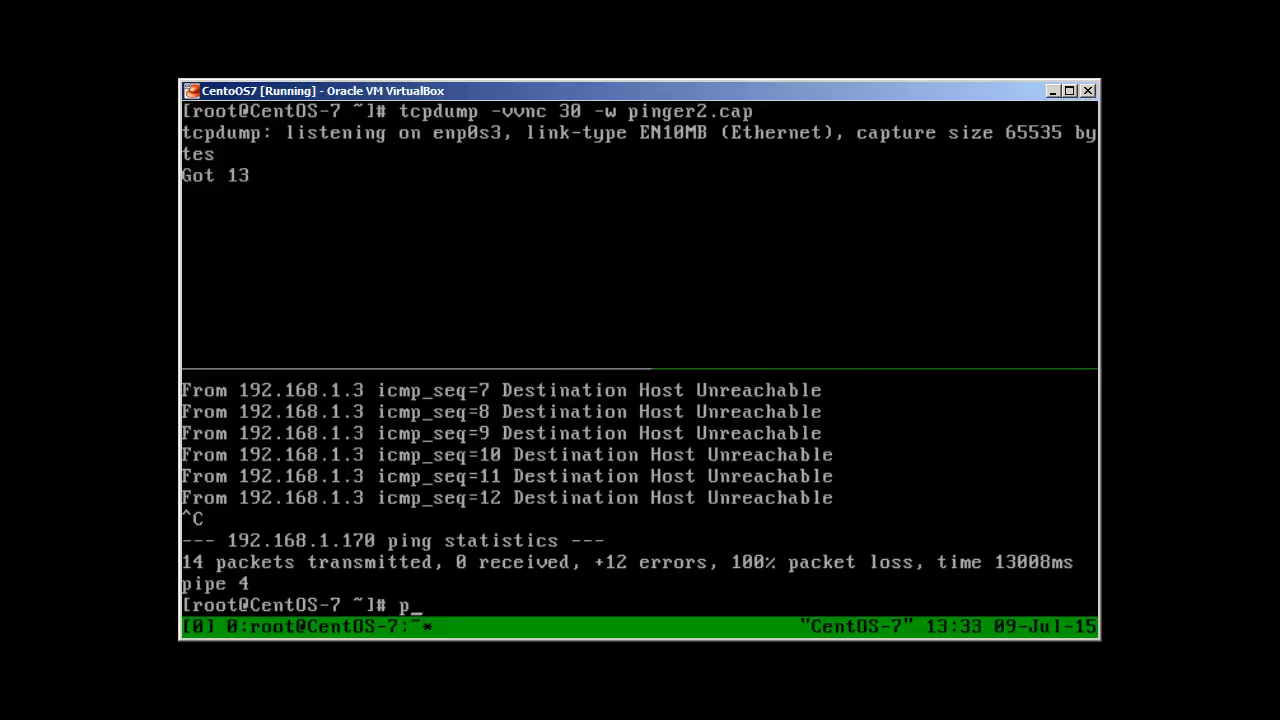 CentoOS7 [Running] - Oracle VM VirtualBox
[root@CentOS-7 ~]# tcpdump -vvnc 30 -w pinger2.cap
tcpdump: listening on enp0s3, link-type EN10MB (Ethernet), capture size 65535 by
tes
Got 13
From 192.168.1.3 icmp_seq=7 Destination Host Unreachable
From 192.168.1.3 icmp_seq=8 Destination Host Unreachable
From 192.168.1.3 icmp_seq=9 Destination Host Unreachable
From 192.168.1.3 icmp_seq=10 Destination Host Unreachable
From 192.168.1.3 icmp_seq=11 Destination Host Unreachable
From 192.168.1.3 icmp_seq=12 Destination Host Unreachable
^C
--- 192.168.1.170 ping statistics ---
14 packets transmitted, 0 received, +12 errors, 100% packet loss, time 13008ms
pipe 4
[root@CentOS-7 ~]# p_
[0] 0:root@CentOS-7:~* "CentOS-7" 13:33 09-Jul-15